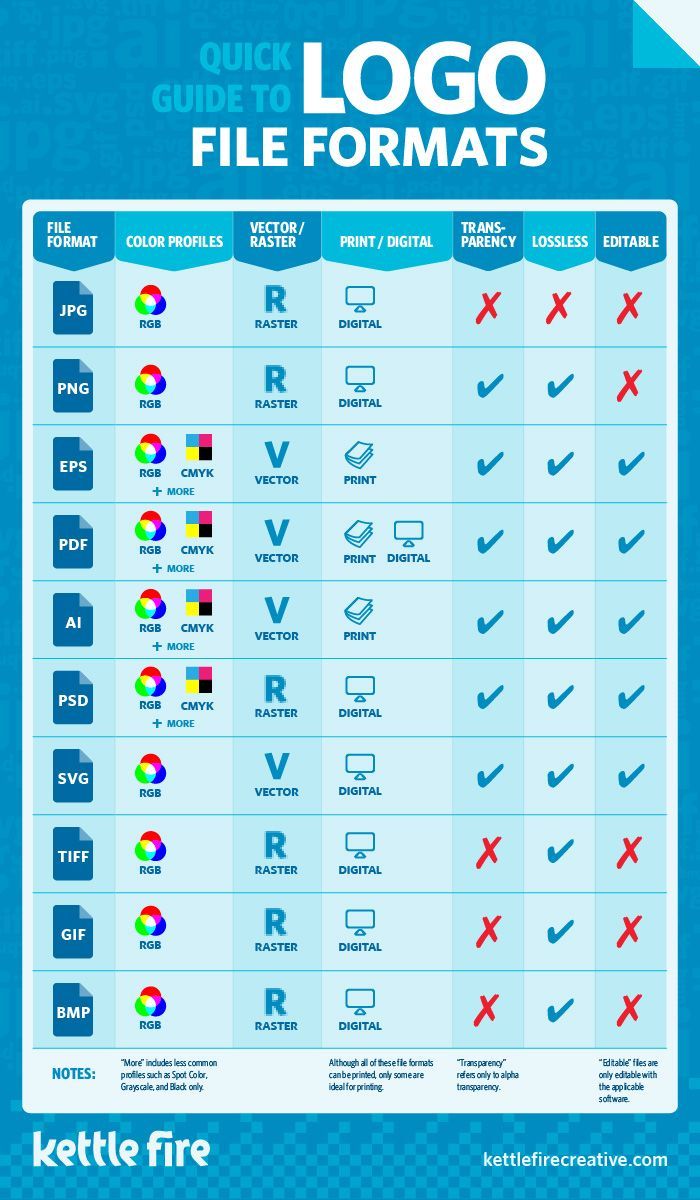 QUICK
GUIDE TO
LOGO
FILE FORMATS
FILE
FORMAT
COLOR PROFILES
VECTOR /
RASTER
PRINT / DIGITAL
TRANS-
PARENCY
LOSSLESS
EDITABLE
JPG
RGB
R
RASTER
DIGITAL
✗ ✗ ✗
PNG
RGB
R
RASTER
DIGITAL
✔ ✔ ✗
EPS
RGB CMYK
+ MORE
V
VECTOR
PRINT
✔ ✔ ✔
PDF
RGB CMYK
+ MORE
V
VECTOR
PRINT DIGITAL
✔ ✔ ✔
AI
RGB CMYK
+ MORE
V
VECTOR
PRINT
✔ ✔ ✔
PSD
RGB CMYK
+ MORE
R
RASTER
DIGITAL
✔ ✔ ✔
SVG
RGB
V
VECTOR
DIGITAL
✔ ✔ ✔
TIFF
RGB
R
RASTER
DIGITAL
✗ ✔ ✗
GIF
RGB
R
RASTER
DIGITAL
✗ ✔ ✗
BMP
RGB
R
RASTER
DIGITAL
✗ ✔ ✗
NOTES:
“More” includes less common
profiles such as Spot Color,
Grayscale, and Black only.
Although all of these file formats
can be printed, only some are
ideal for printing.
“Transparency”
refers only to alpha
transparency.
“Editable” files are
only editable with
the applicable
software.
kettle fire
kettlefirecreative.com